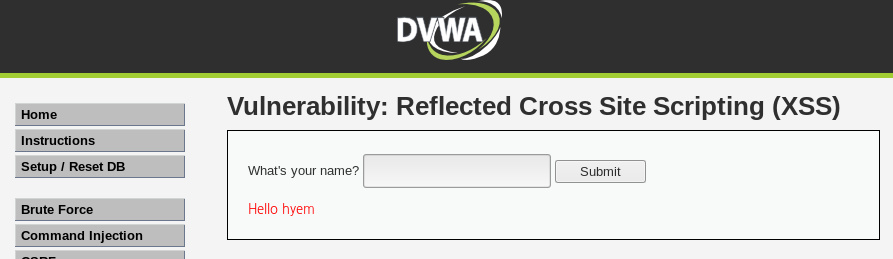 DVWA
Home
Instructions
Setup / Reset DB
Brute Force
Command Injection
Vulnerability: Reflected Cross Site Scripting (XSS)
What's your name? Submit
Hello hyem